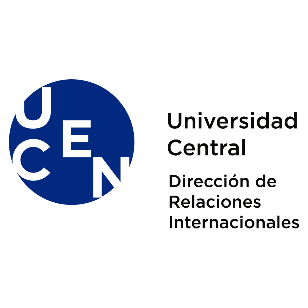 U
E
C
N
Universidad
Central
Dirección de
Relaciones
Internacionales